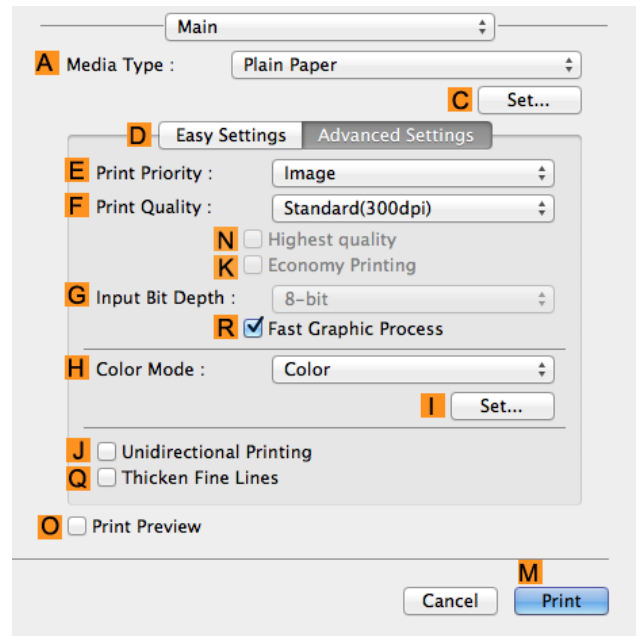 Main
A Media Type : Plain Paper
C Set...
D Easy Settings Advanced Settings
E Print Priority : Image
F Print Quality : Standard(300dpi)
N Highest quality
K Economy Printing
G Input Bit Depth : 8-bit
R Fast Graphic Process
H Color Mode : Color
I Set...
J Unidirectional Printing
Q Thicken Fine Lines
O Print Preview
M
Cancel Print